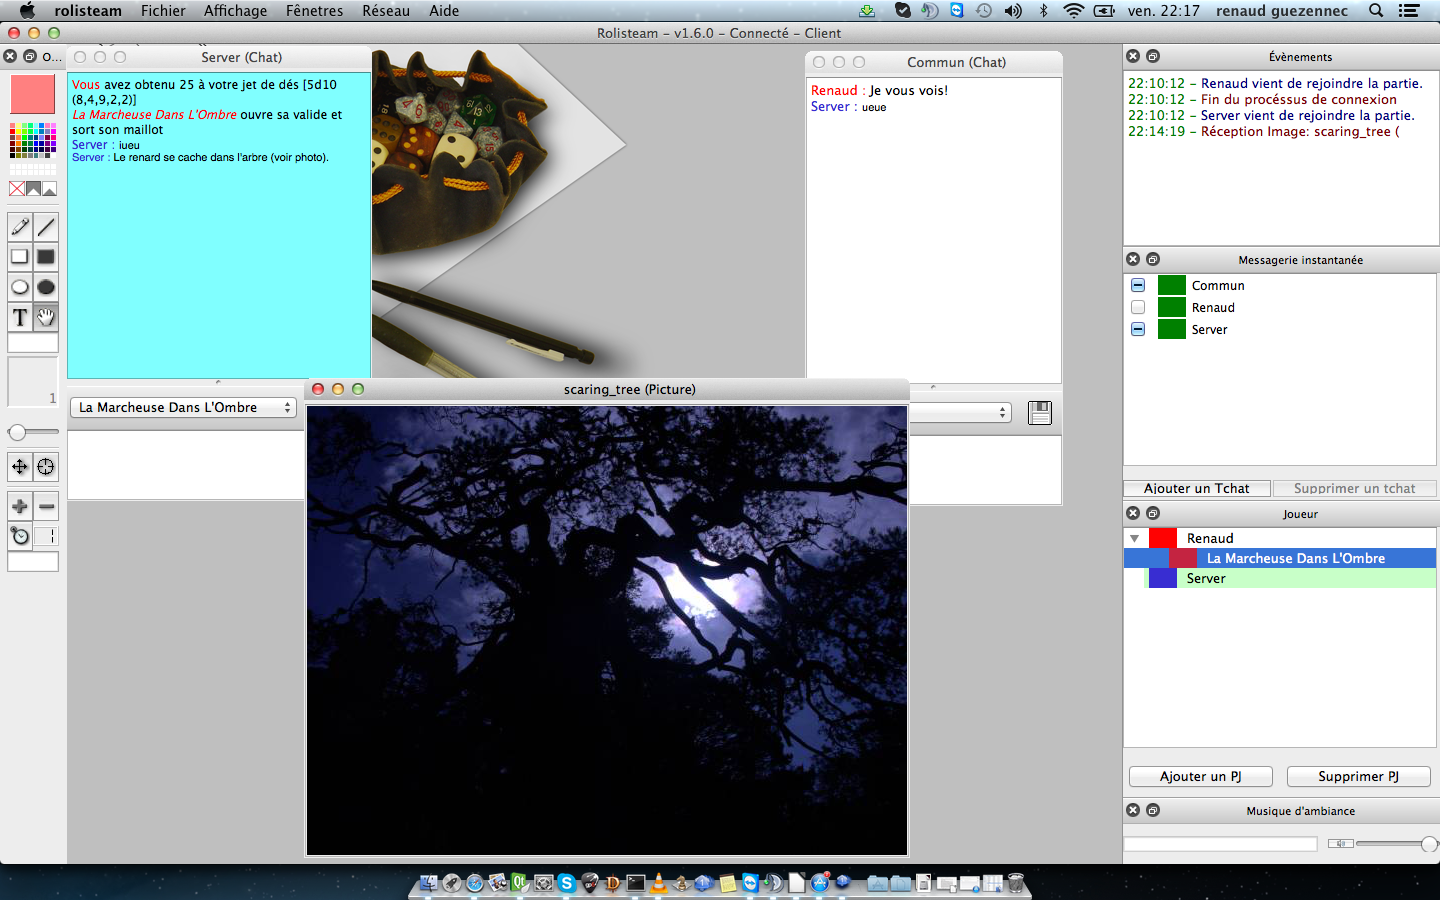 rolisteam Fichier Affichage Fenêtres Réseau Aide ven. 22:17 renaud guezennec
Rolisteam – v1.6.0 – Connecté – Client
O...
Server (Chat)
Vous avez obtenu 25 à votre jet de dés [5d10
(8,4,9,2,2)]
La Marcheuse Dans L'Ombre ouvre sa valide et
sort son maillot
Server : iueu
Server : Le renard se cache dans l'arbre (voir photo).
La Marcheuse Dans L'Ombre
T
1
Commun (Chat)
Renaud : Je vous vois!
Server : ueue
scaring_tree (Picture)
Évènements
22:10:12 – Renaud vient de rejoindre la partie.
22:10:12 – Fin du procéssus de connexion
22:10:12 – Server vient de rejoindre la partie.
22:14:19 – Réception Image: scaring_tree (
Messagerie instantanée
Commun
Renaud
Server
Ajouter un Tchat Supprimer un tchat
Joueur
Renaud
La Marcheuse Dans L'Ombre
Server
Ajouter un PJ Supprimer PJ
Musique d'ambiance